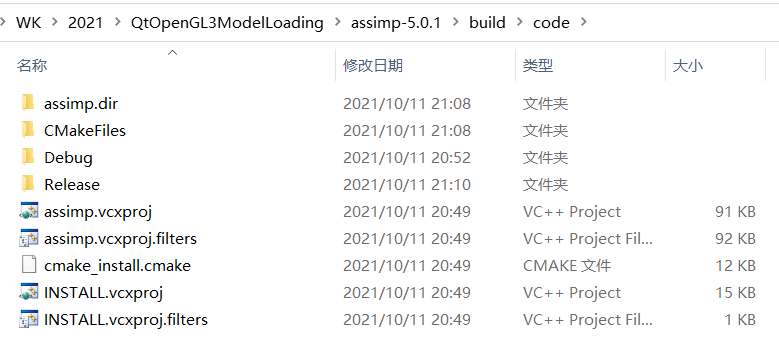 WK > 2021 > QtOpenGL3ModelLoading > assimp-5.0.1 > build > code >
名称 修改日期 类型 大小
assimp.dir 2021/10/11 21:08 文件夹
CMakeFiles 2021/10/11 21:08 文件夹
Debug 2021/10/11 20:52 文件夹
Release 2021/10/11 21:10 文件夹
assimp.vcxproj 2021/10/11 20:49 VC++ Project 91 KB
assimp.vcxproj.filters 2021/10/11 20:49 VC++ Project Fil... 92 KB
cmake_install.cmake 2021/10/11 20:49 CMAKE 文件 12 KB
INSTALL.vcxproj 2021/10/11 20:49 VC++ Project 15 KB
INSTALL.vcxproj.filters 2021/10/11 20:49 VC++ Project Fil... 1 KB